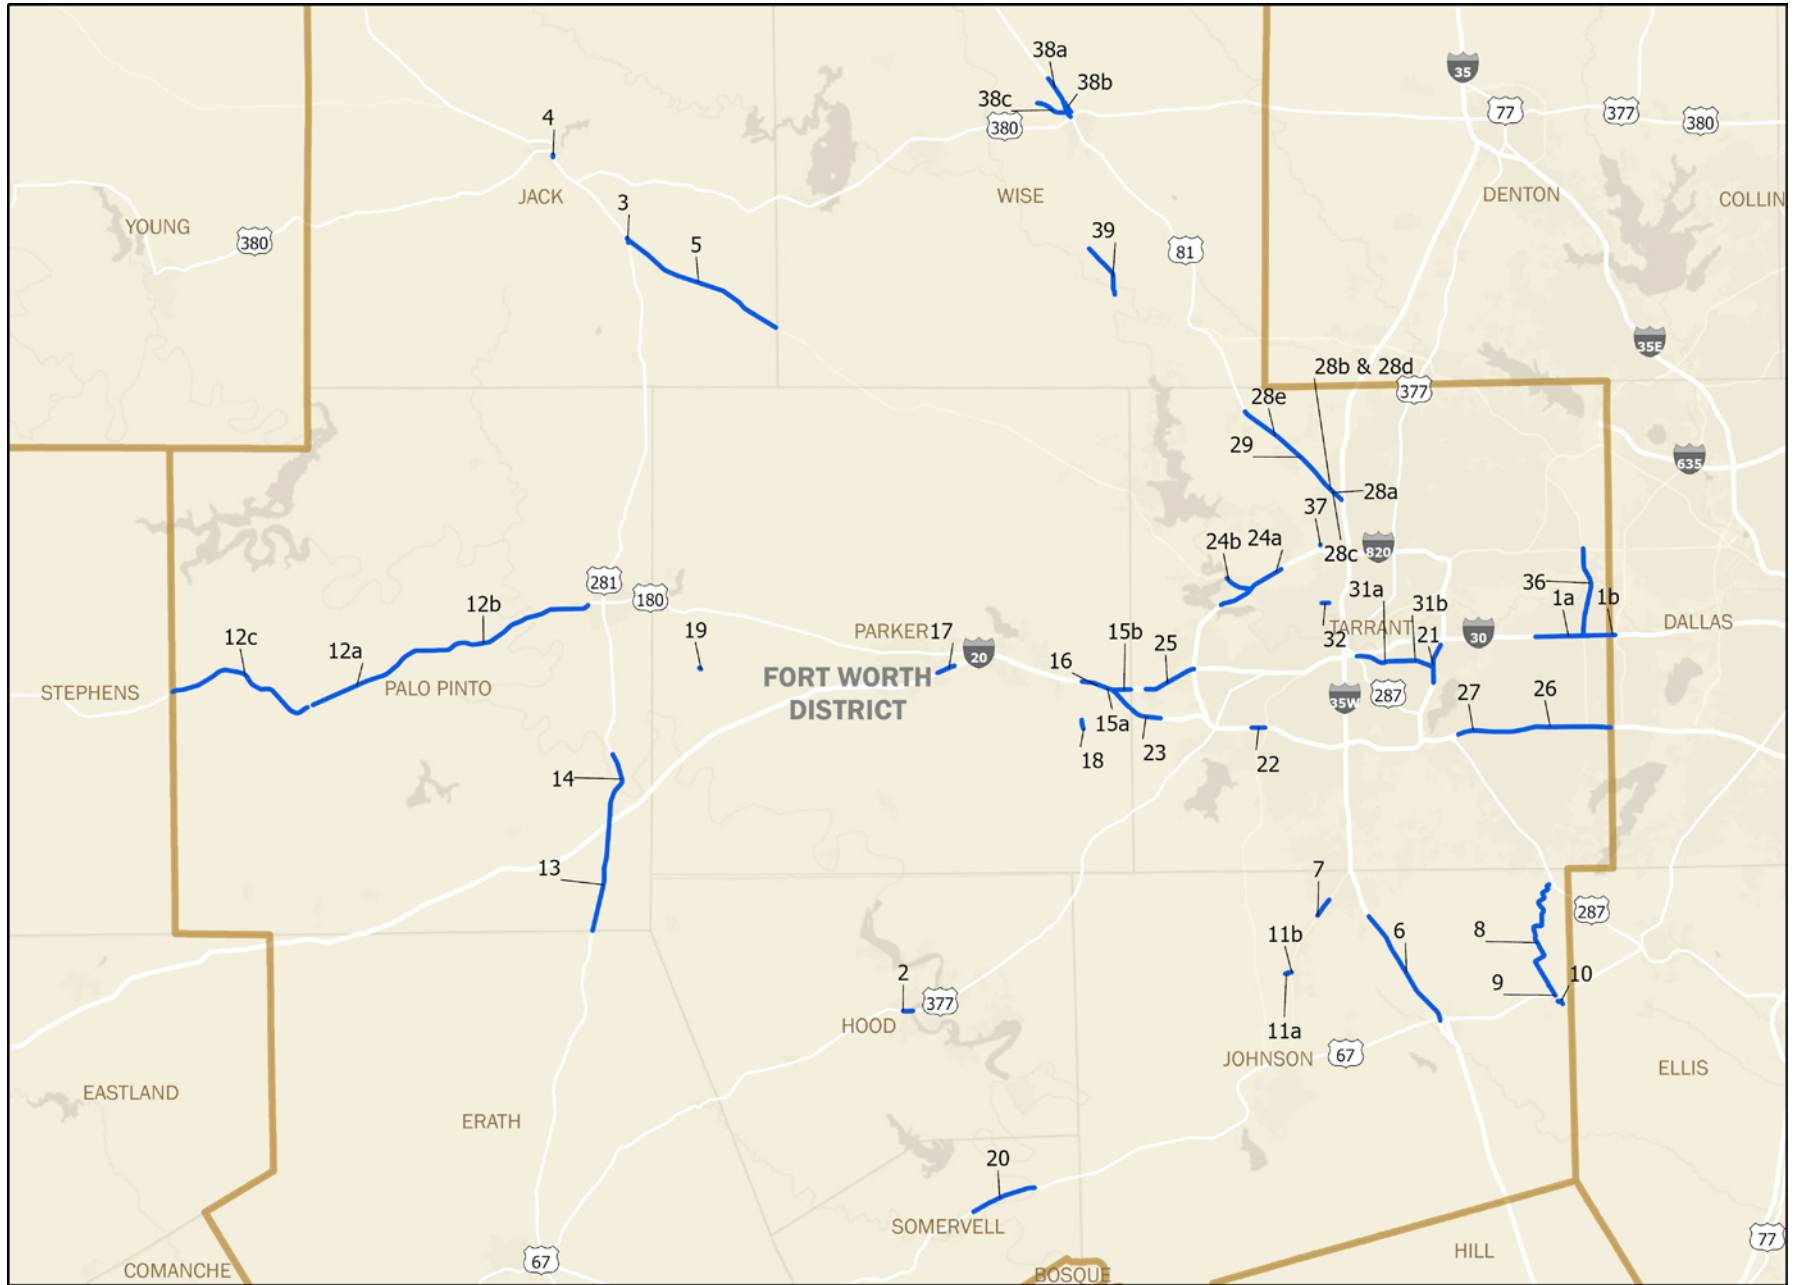 38a
35
38b
38c
77
377
380
380
4
JACK
WISE
DENTON
COLLIN
3
YOUNG
380
5
39
81
35E
28b & 28d
377
28e
29
635
28a
37
24b
24a
28c
820
281
180
12b
31a
36
1a
1b
31b
12c
12a
19
PARKER
17
20
15b
25
32
TARRANT
21
30
DALLAS
16
FORT WORTH
DISTRICT
STEPHENS
PALO PINTO
35W
287
27
26
15a
18
23
22
14
13
7
287
11b
6
8
2
377
9
10
HOOD
11a
JOHNSON
67
ELLIS
EASTLAND
ERATH
20
SOMERVELL
77
67
HILL
COMANCHE
BOSQUE